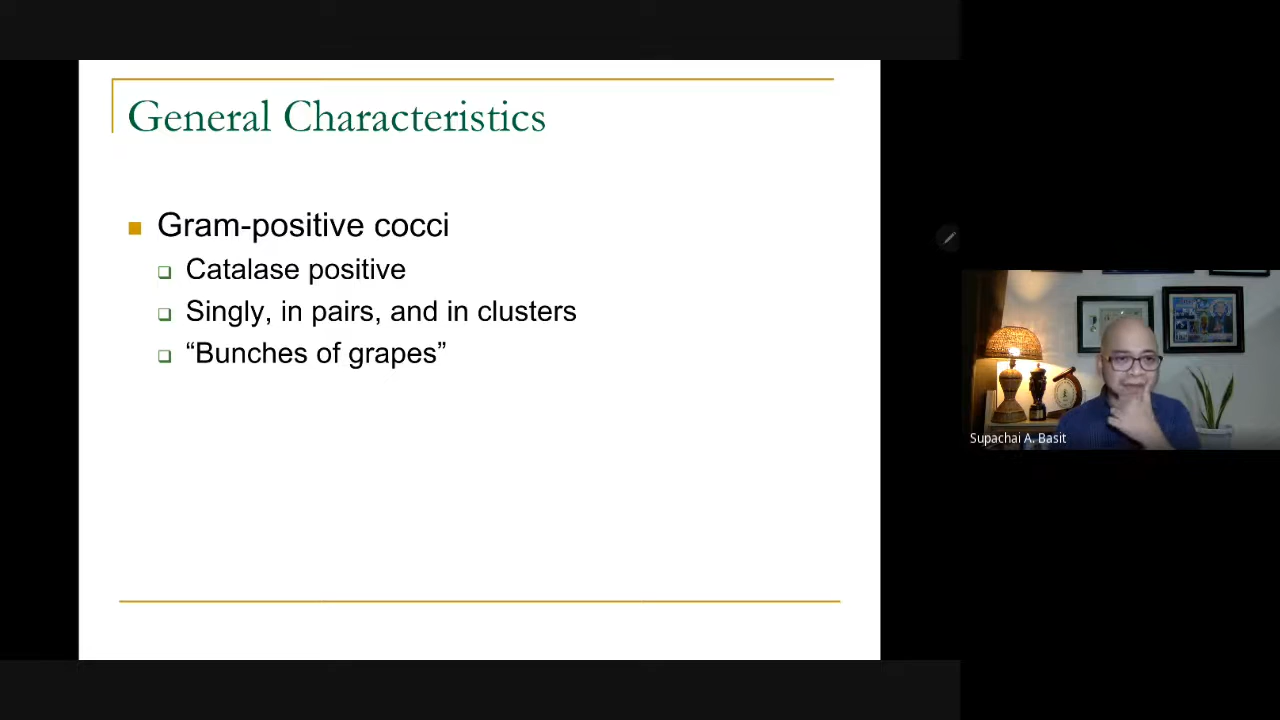 General Characteristics
Gram-positive cocci
Catalase positive
Singly, in pairs, and in clusters
“Bunches of grapes”
Supachai A. Basit